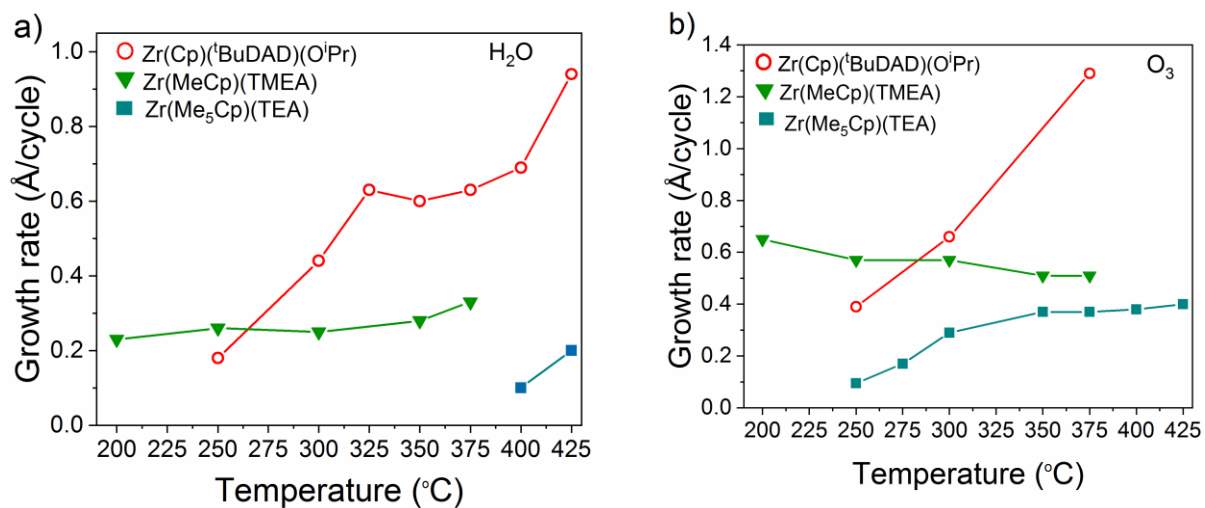 a)
H₂O
Zr(Cp)(ᵗBuDAD)(OⁱPr)
Zr(MeCp)(TMEA)
Zr(Me₅Cp)(TEA)
Growth rate (Å/cycle)
1.0
0.8
0.6
0.4
0.2
0.0
200 225 250 275 300 325 350 375 400 425
Temperature (°C)
b)
O₃
Zr(Cp)(ᵗBuDAD)(OⁱPr)
Zr(MeCp)(TMEA)
Zr(Me₅Cp)(TEA)
Growth rate (Å/cycle)
1.4
1.2
1.0
0.8
0.6
0.4
0.2
0.0
200 225 250 275 300 325 350 375 400 425
Temperature (°C)